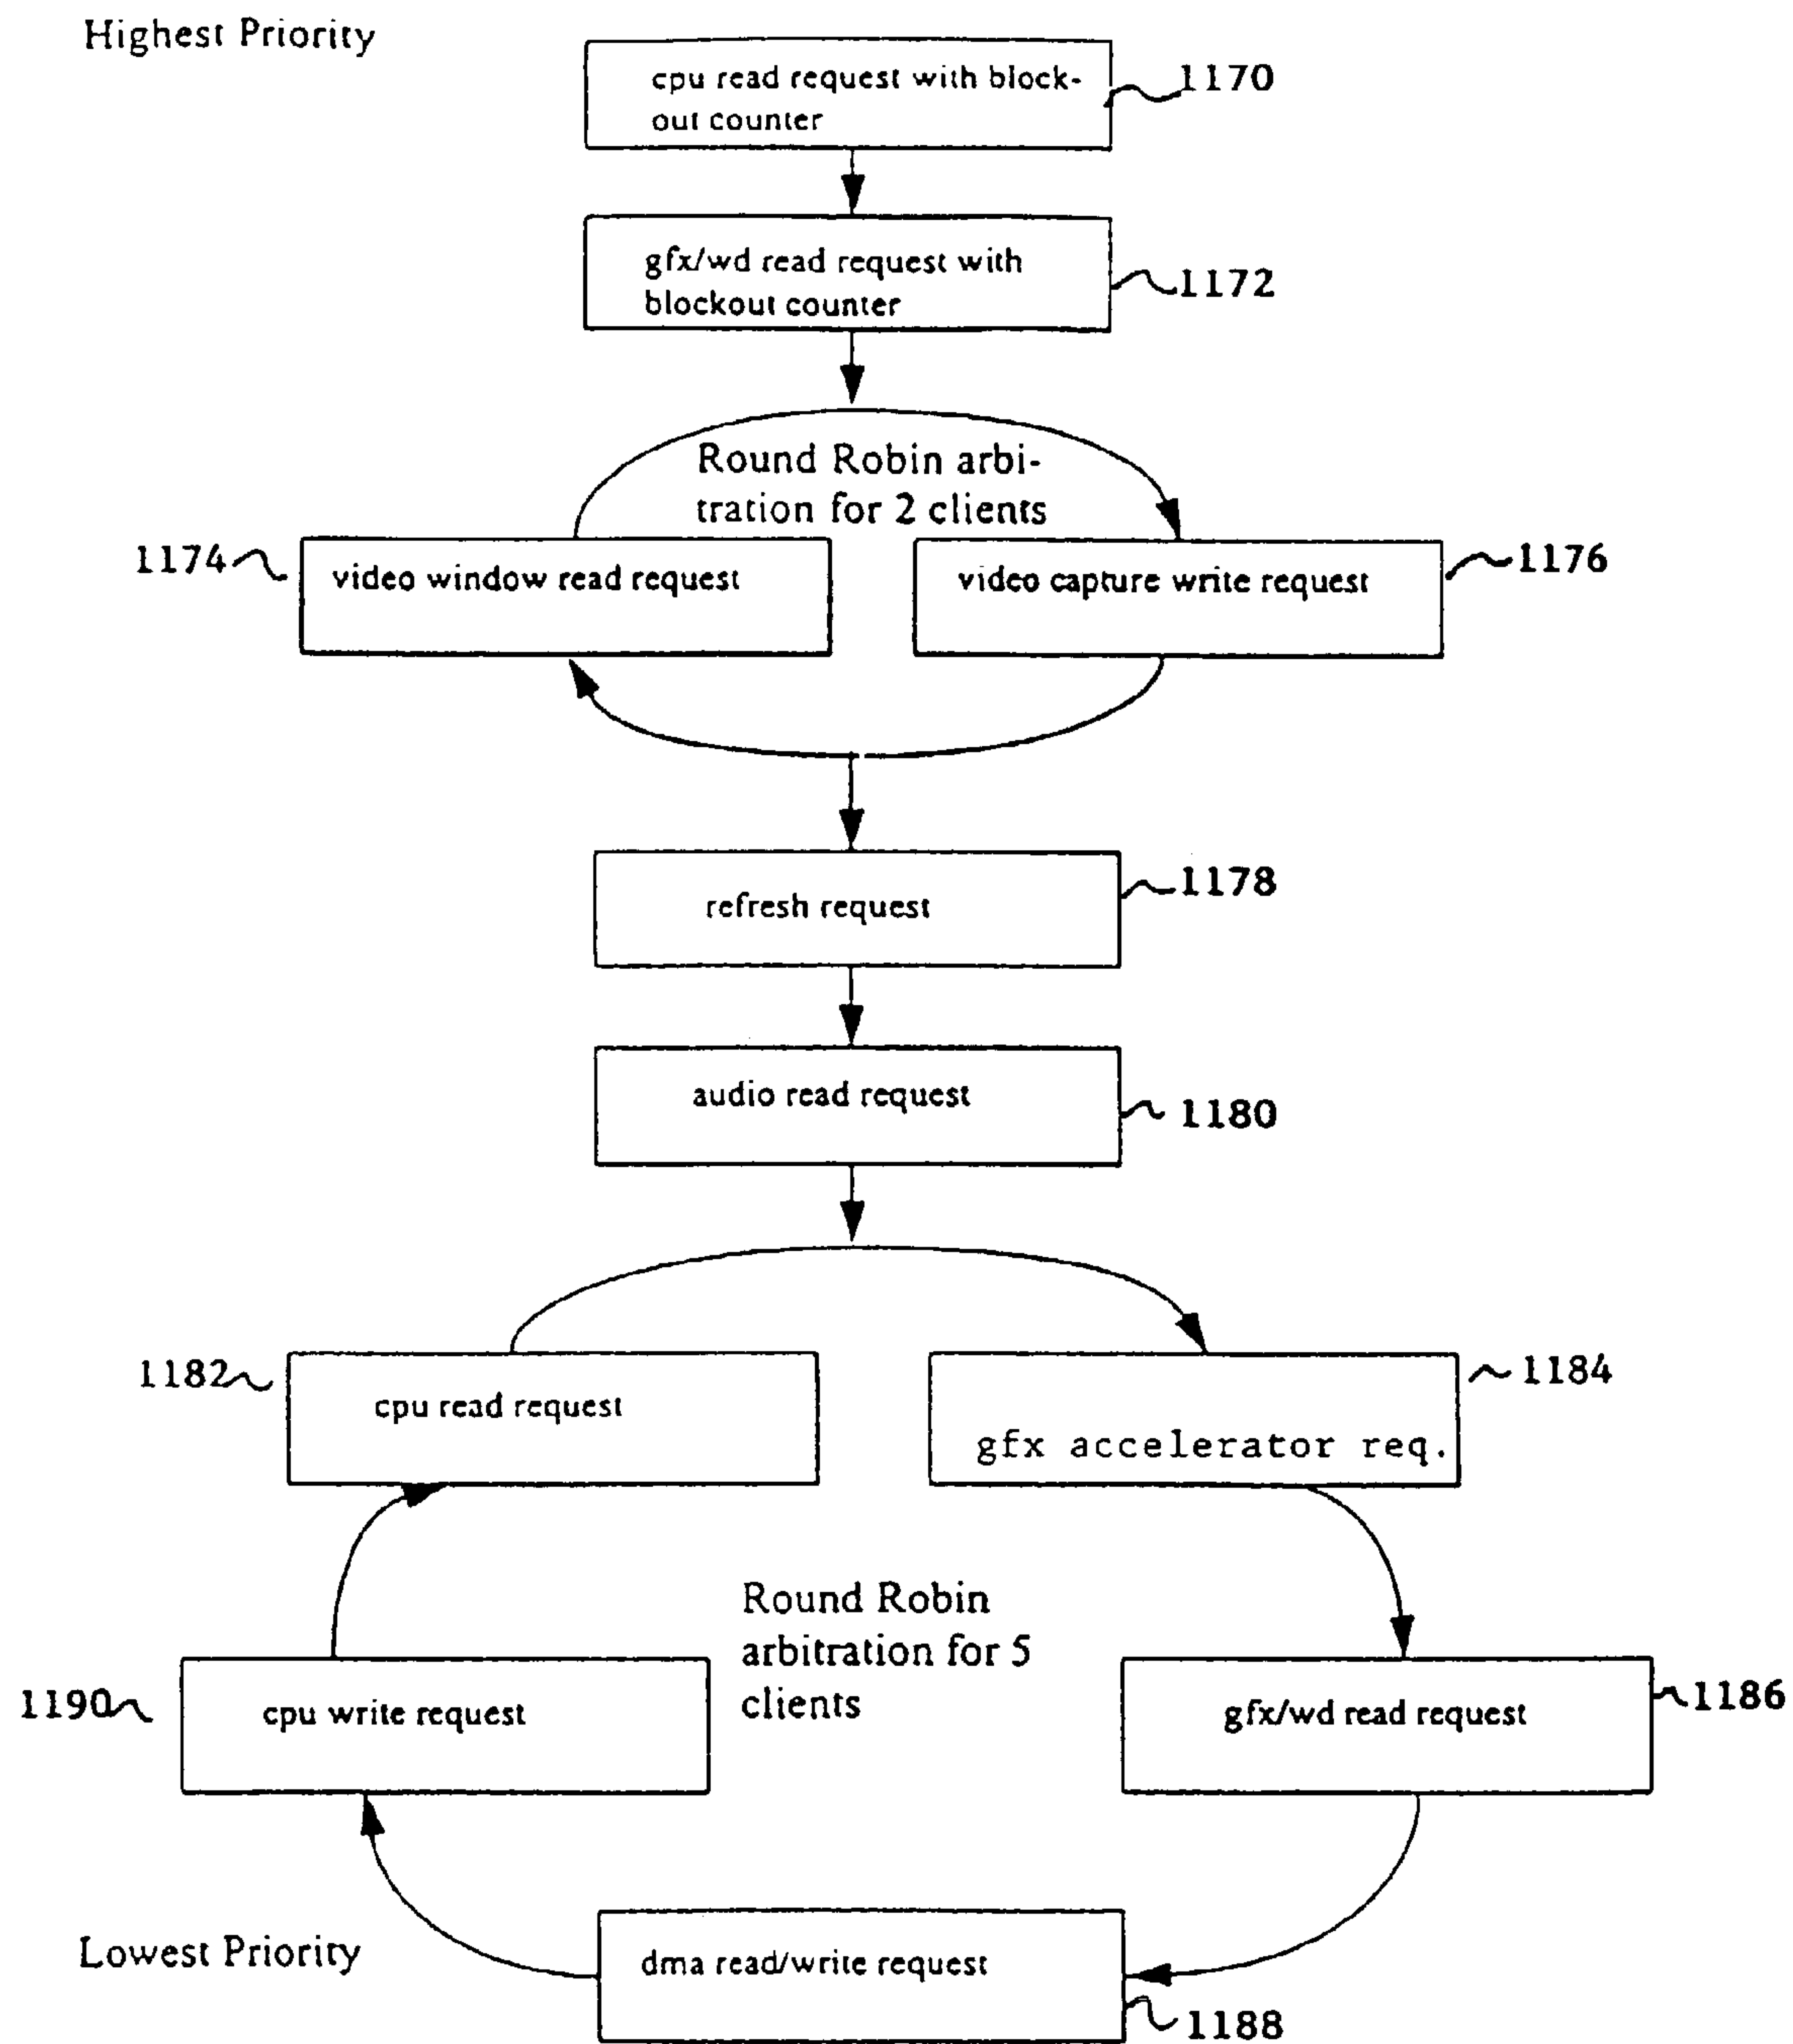 Highest Priority
cpu read request with block-
out counter
1170
gfx/wd read request with
blockout counter
1172
Round Robin arbi-
tration for 2 clients
1174
video window read request
video capture write request
1176
refresh request
1178
audio read request
1180
1182
cpu read request
gfx accelerator req.
1184
Round Robin
arbitration for 5
clients
1190
cpu write request
gfx/wd read request
1186
Lowest Priority
dma read/write request
1188